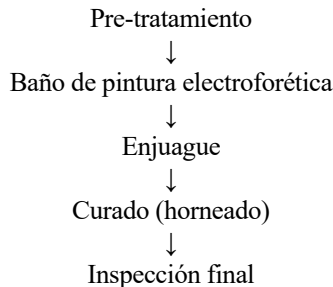 Pre-tratamiento
↓
Baño de pintura electroforética
↓
Enjuague
↓
Curado (horneado)
↓
Inspección final